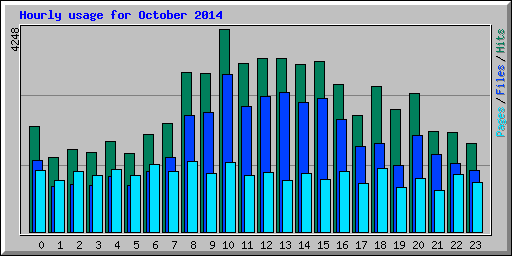 Hourly usage for October 2014
4248
Pages/Files/Hits
0 1 2 3 4 5 6 7 8 9 10 11 12 13 14 15 16 17 18 19 20 21 22 23